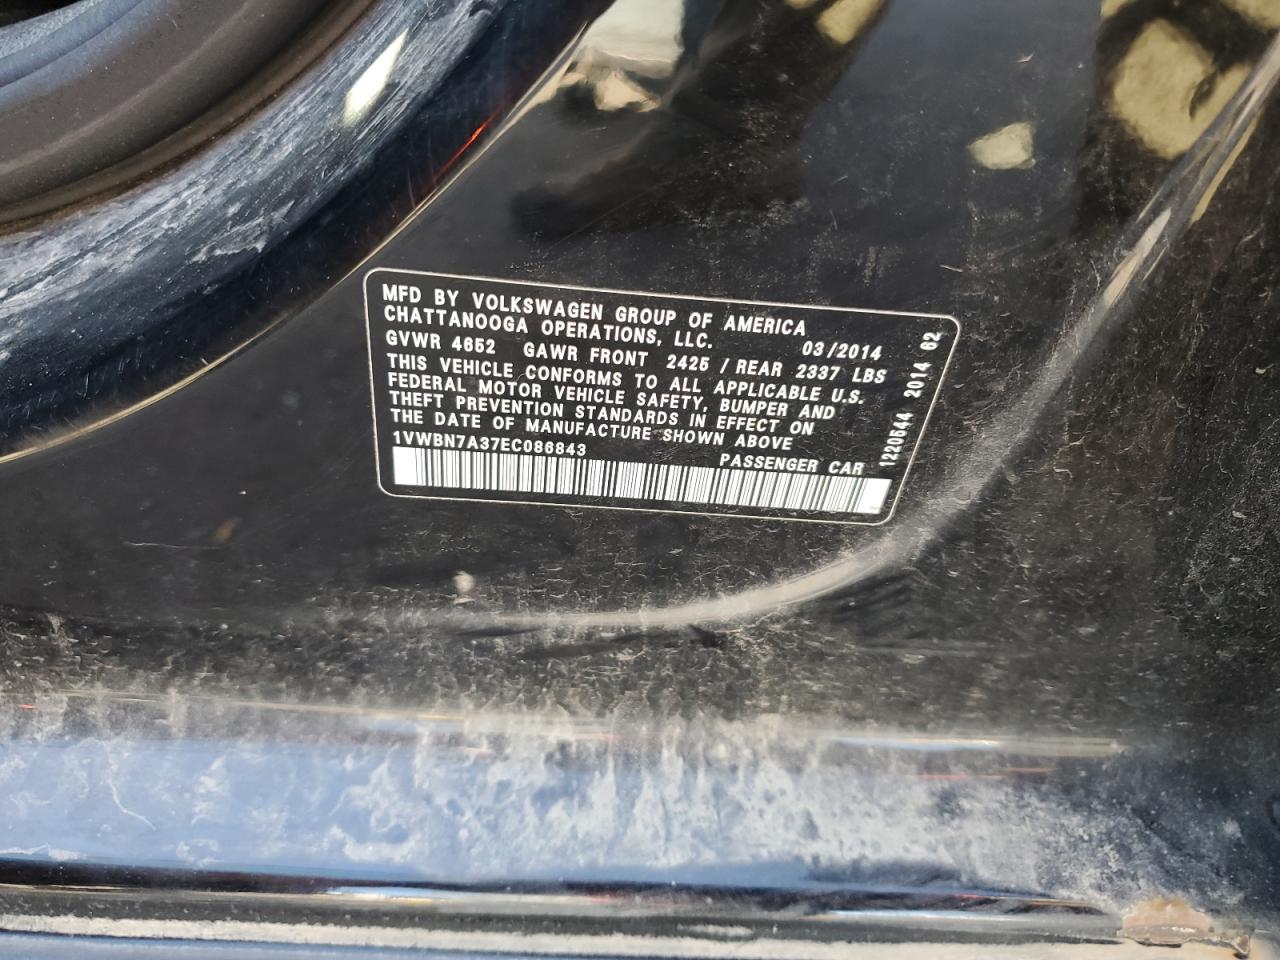 MFD BY VOLKSWAGEN GROUP OF AMERICA
CHATTANOOGA OPERATIONS, LLC. 03/2014
GVWR 4652 GAWR FRONT 2425 / REAR 2337 LBS
THIS VEHICLE CONFORMS TO ALL APPLICABLE U.S.
FEDERAL MOTOR VEHICLE SAFETY, BUMPER AND
THEFT PREVENTION STANDARDS IN EFFECT ON
THE DATE OF MANUFACTURE SHOWN ABOVE
1VWBN7A37EC086843 PASSENGER CAR
1220644 2014 62